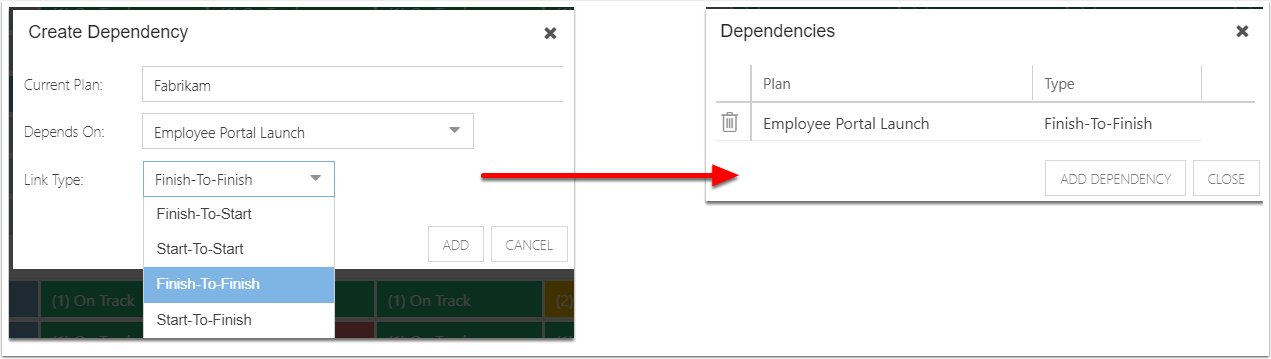 Create Dependency
Current Plan: Fabrikam
Depends On: Employee Portal Launch
Link Type: Finish-To-Finish
Finish-To-Start
Start-To-Start
Finish-To-Finish
Start-To-Finish
ADD CANCEL
(1) On Track (1) On Track (2)
Dependencies
Plan Type
Employee Portal Launch Finish-To-Finish
ADD DEPENDENCY CLOSE